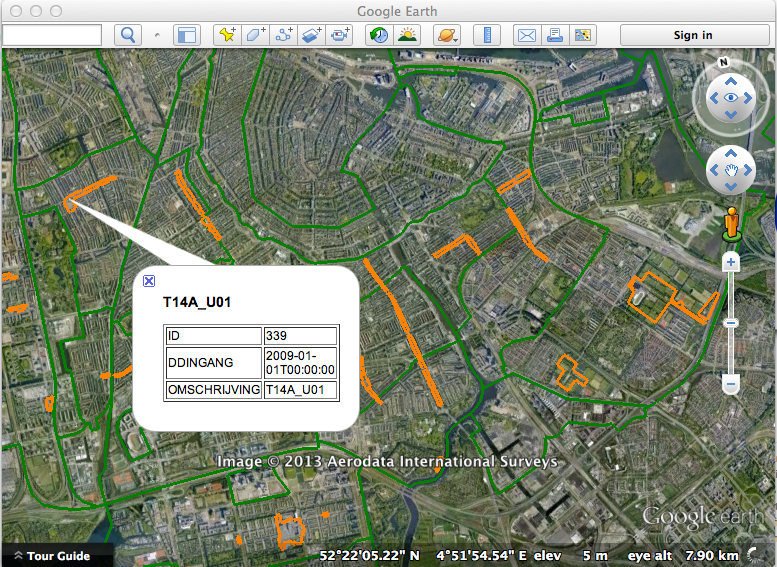 Google Earth
Sign in
N
T14A_U01
ID 339
DDINGANG 2009-01-
01T00:00:00
OMSCHRIJVING T14A_U01
Image © 2013 Aerodata International Surveys
Google earth
Tour Guide 52°22'05.22" N 4°51'54.54" E elev 5 m eye alt 7.90 km